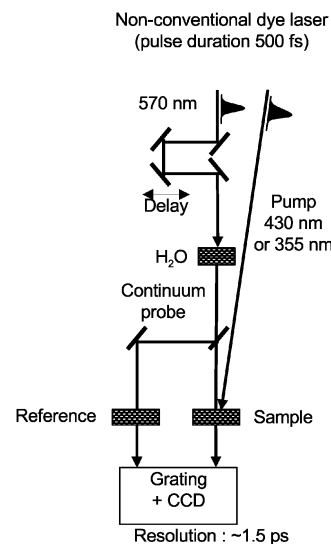 Non-conventional dye laser
(pulse duration 500 fs)
570 nm
Delay
Pump
430 nm
or 355 nm
H₂O
Continuum
probe
Reference
Sample
Grating
+ CCD
Resolution : ~1.5 ps